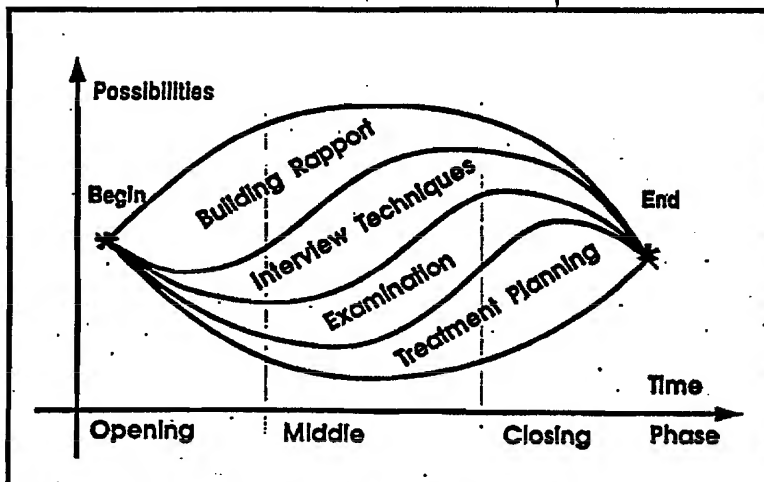 Possibilities
Begin
Building Rapport
Interview Techniques
Examination
Treatment Planning
End
Time
Opening
Middle
Closing
Phase